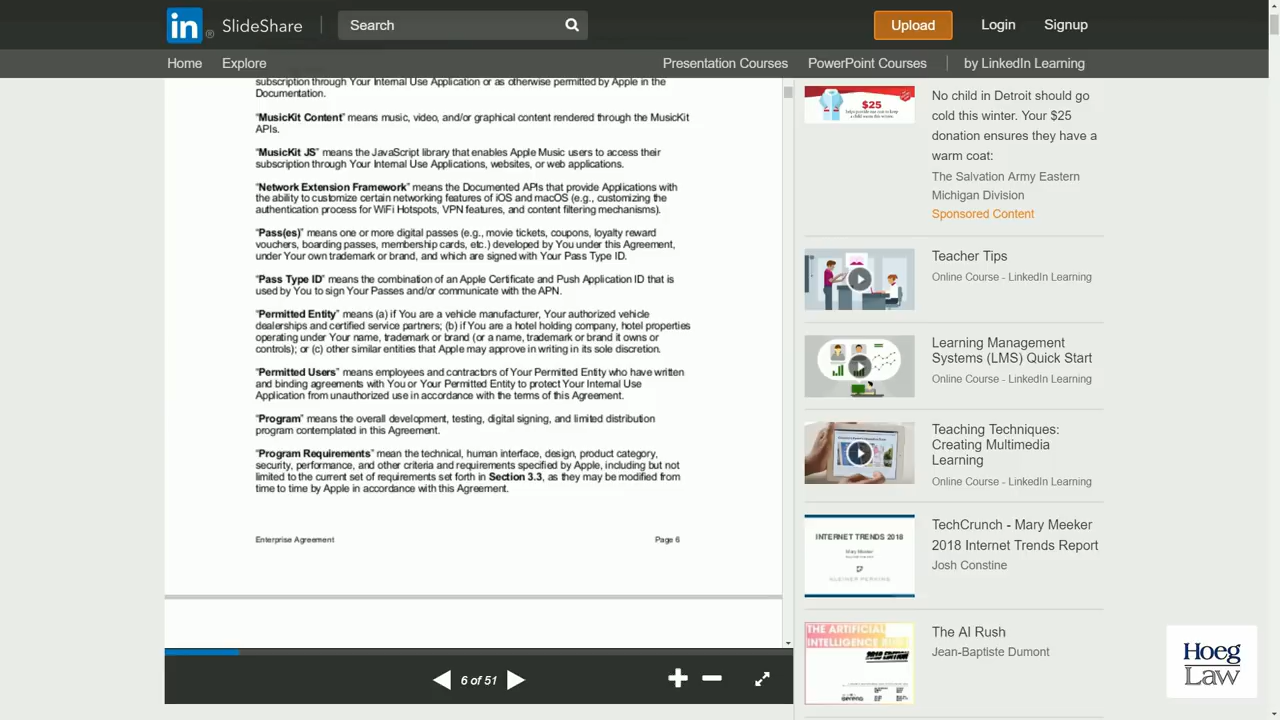 in SlideShare
Search
Upload
Login
Signup
Home
Explore
Presentation Courses
PowerPoint Courses
by LinkedIn Learning
subscription through Your Internal Use Application or as otherwise permitted by Apple in the
Documentation.
“MusicKit Content” means music, video, and/or graphical content rendered through the MusicKit
APIs.
“MusicKit JS” means the JavaScript library that enables Apple Music users to access their
subscription through Your Internal Use Applications, websites, or web applications.
“Network Extension Framework” means the Documented APIs that provide Applications with
the ability to customize certain networking features of iOS and macOS (e.g., customizing the
authentication process for WiFi Hotspots, VPN features, and content filtering mechanisms).
“Pass(es)” means one or more digital passes (e.g., movie tickets, coupons, loyalty reward
vouchers, boarding passes, membership cards, etc.) developed by You under this Agreement,
under Your own trademark or brand, and which are signed with Your Pass Type ID.
“Pass Type ID” means the combination of an Apple Certificate and Push Application ID that is
used by You to sign Your Passes and/or communicate with the APN.
“Permitted Entity” means (a) if You are a vehicle manufacturer, Your authorized vehicle
dealerships and certified service partners; (b) if You are a hotel holding company, hotel properties
operating under Your name, trademark or brand (or a name, trademark or brand it owns or
controls); or (c) other similar entities that Apple may approve in writing in its sole discretion.
“Permitted Users” means employees and contractors of Your Permitted Entity who have written
and binding agreements with You or Your Permitted Entity to protect Your Internal Use
Application from unauthorized use in accordance with the terms of this Agreement.
“Program” means the overall development, testing, digital signing, and limited distribution
program contemplated in this Agreement.
“Program Requirements” mean the technical, human interface, design, product category,
security, performance, and other criteria and requirements specified by Apple, including but not
limited to the current set of requirements set forth in Section 3.3, as they may be modified from
time to time by Apple in accordance with this Agreement.
Enterprise Agreement
Page 6
6 of 51
$25
No child in Detroit should go
cold this winter. Your $25
donation ensures they have a
warm coat:
The Salvation Army Eastern
Michigan Division
Sponsored Content
Teacher Tips
Online Course - LinkedIn Learning
Learning Management
Systems (LMS) Quick Start
Online Course - LinkedIn Learning
Teaching Techniques:
Creating Multimedia
Learning
Online Course - LinkedIn Learning
INTERNET TRENDS 2018
Mary Meeker
KLEINER PERKINS
TechCrunch - Mary Meeker
2018 Internet Trends Report
Josh Constine
THE ARTIFICIAL
INTELLIGENCE
2018 EDITION
The AI Rush
Jean-Baptiste Dumont
Hoeg
Law